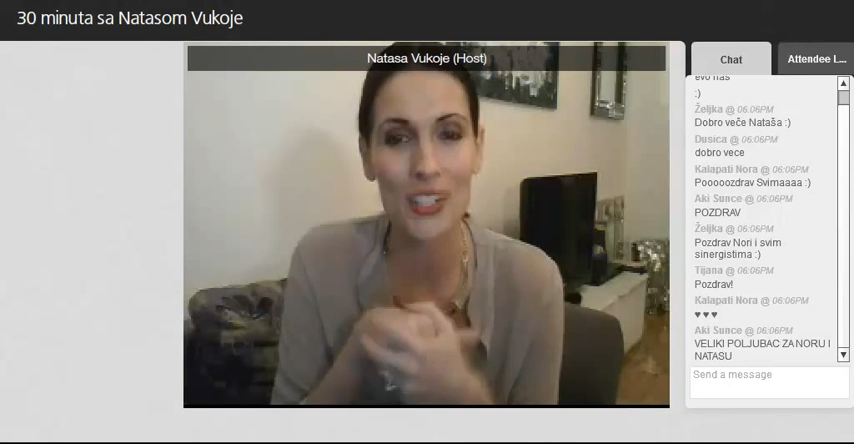 30 minuta sa Natasom Vukoje
Natasa Vukoje (Host)
Chat
Attendee L...
evo nas
:)
Željka @ 06:06PM
Dobro veče Nataša :)
Dusica @ 06:06PM
dobro vece
Kalapati Nora @ 06:06PM
Pooooozdrav Svimaaaa :)
Aki Sunce @ 06:06PM
POZDRAV
Željka @ 06:06PM
Pozdrav Nori i svim
sinergistima :)
Tijana @ 06:06PM
Pozdrav!
Kalapati Nora @ 06:06PM
♥ ♥ ♥
Aki Sunce @ 06:06PM
VELIKI POLJUBAC ZA NORU I
NATASU
Send a message